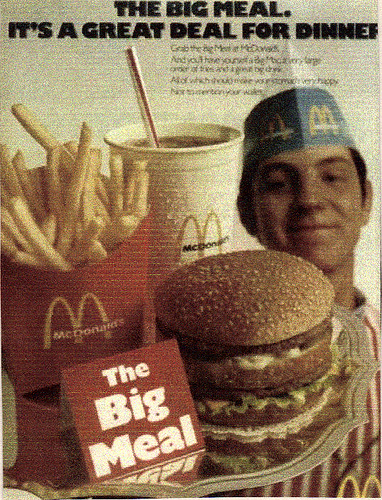 THE BIG MEAL.
IT'S A GREAT DEAL FOR DINNER
Grab the Big Meal at McDonald's.
And you'll have yourself a Big Mac, a very large
order of fries and a great big drink.
All of which should make your stomach very happy.
Not to mention your wallet.
McDonald's
McDonald's
The
Big
Meal